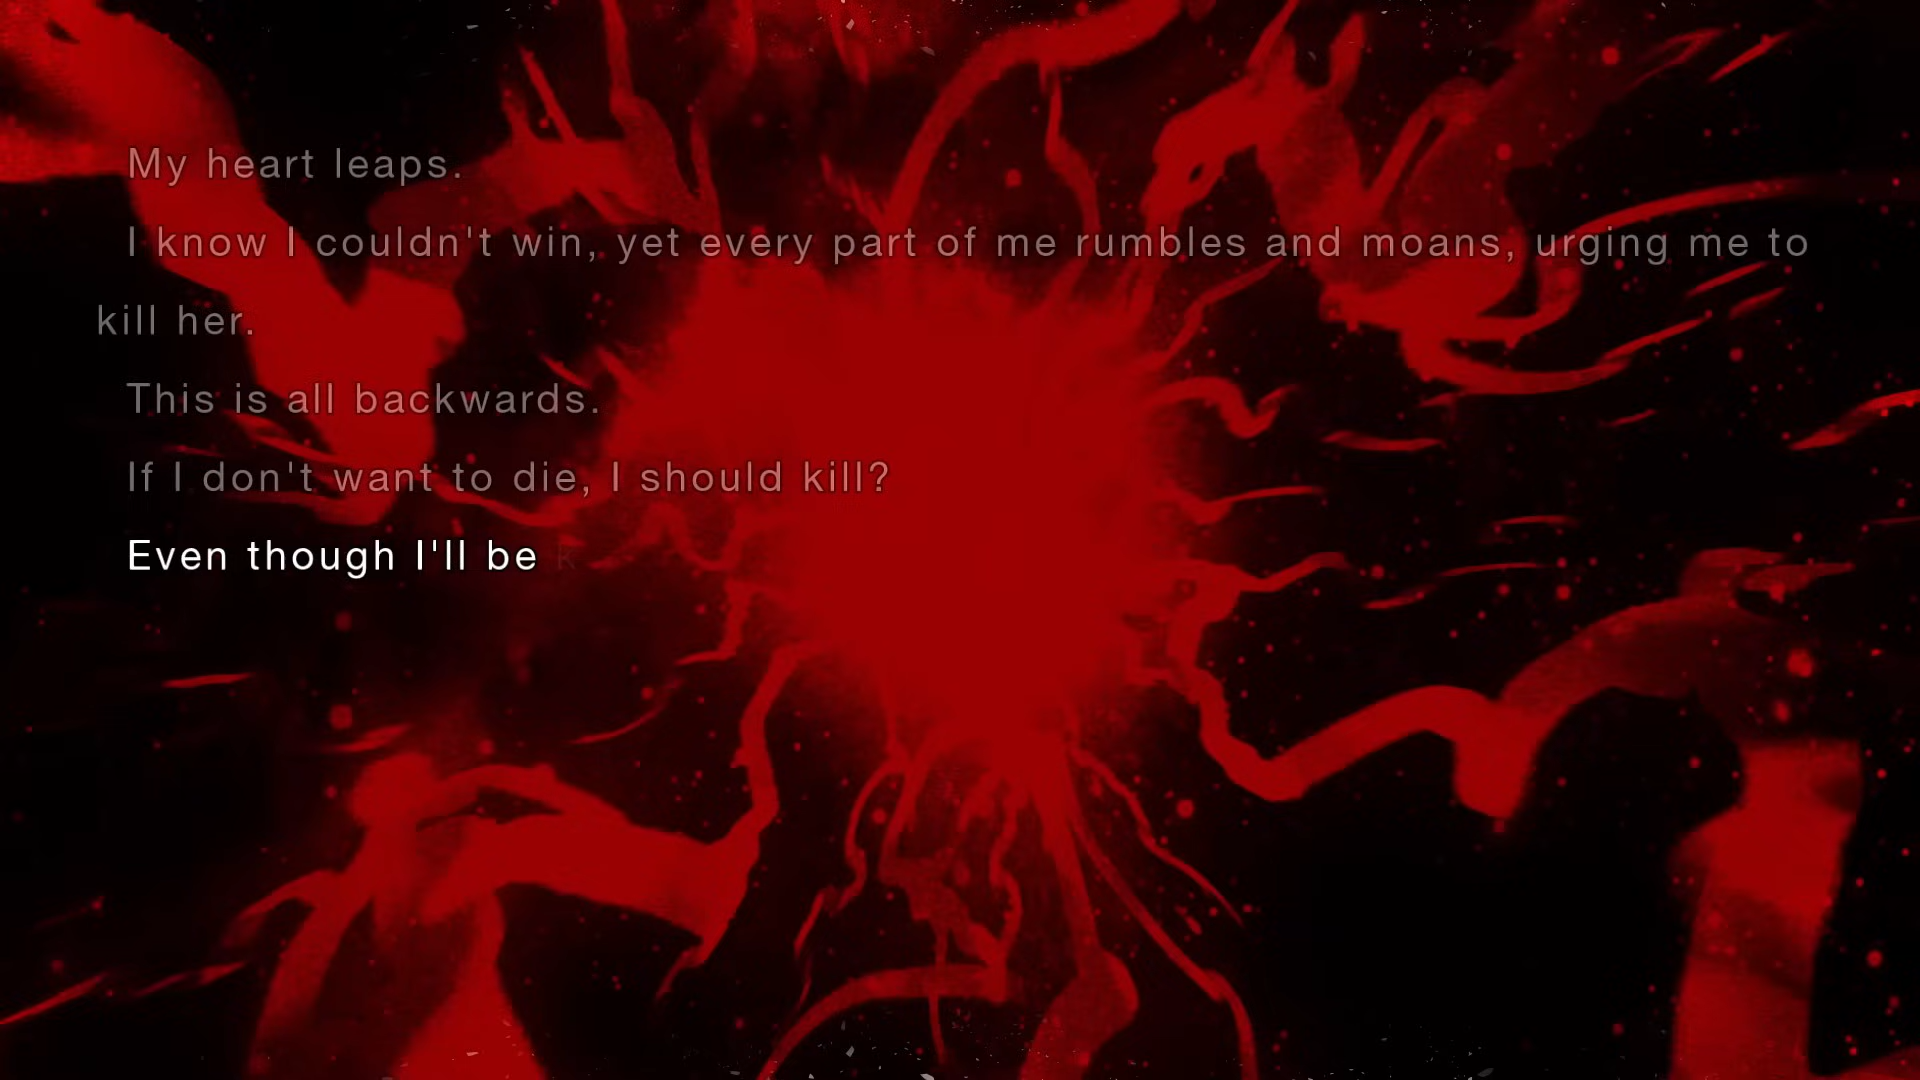 My heart leaps.
I know I couldn't win, yet every part of me rumbles and moans, urging me to
kill her.
This is all backwards.
If I don't want to die, I should kill?
Even though I'll be k